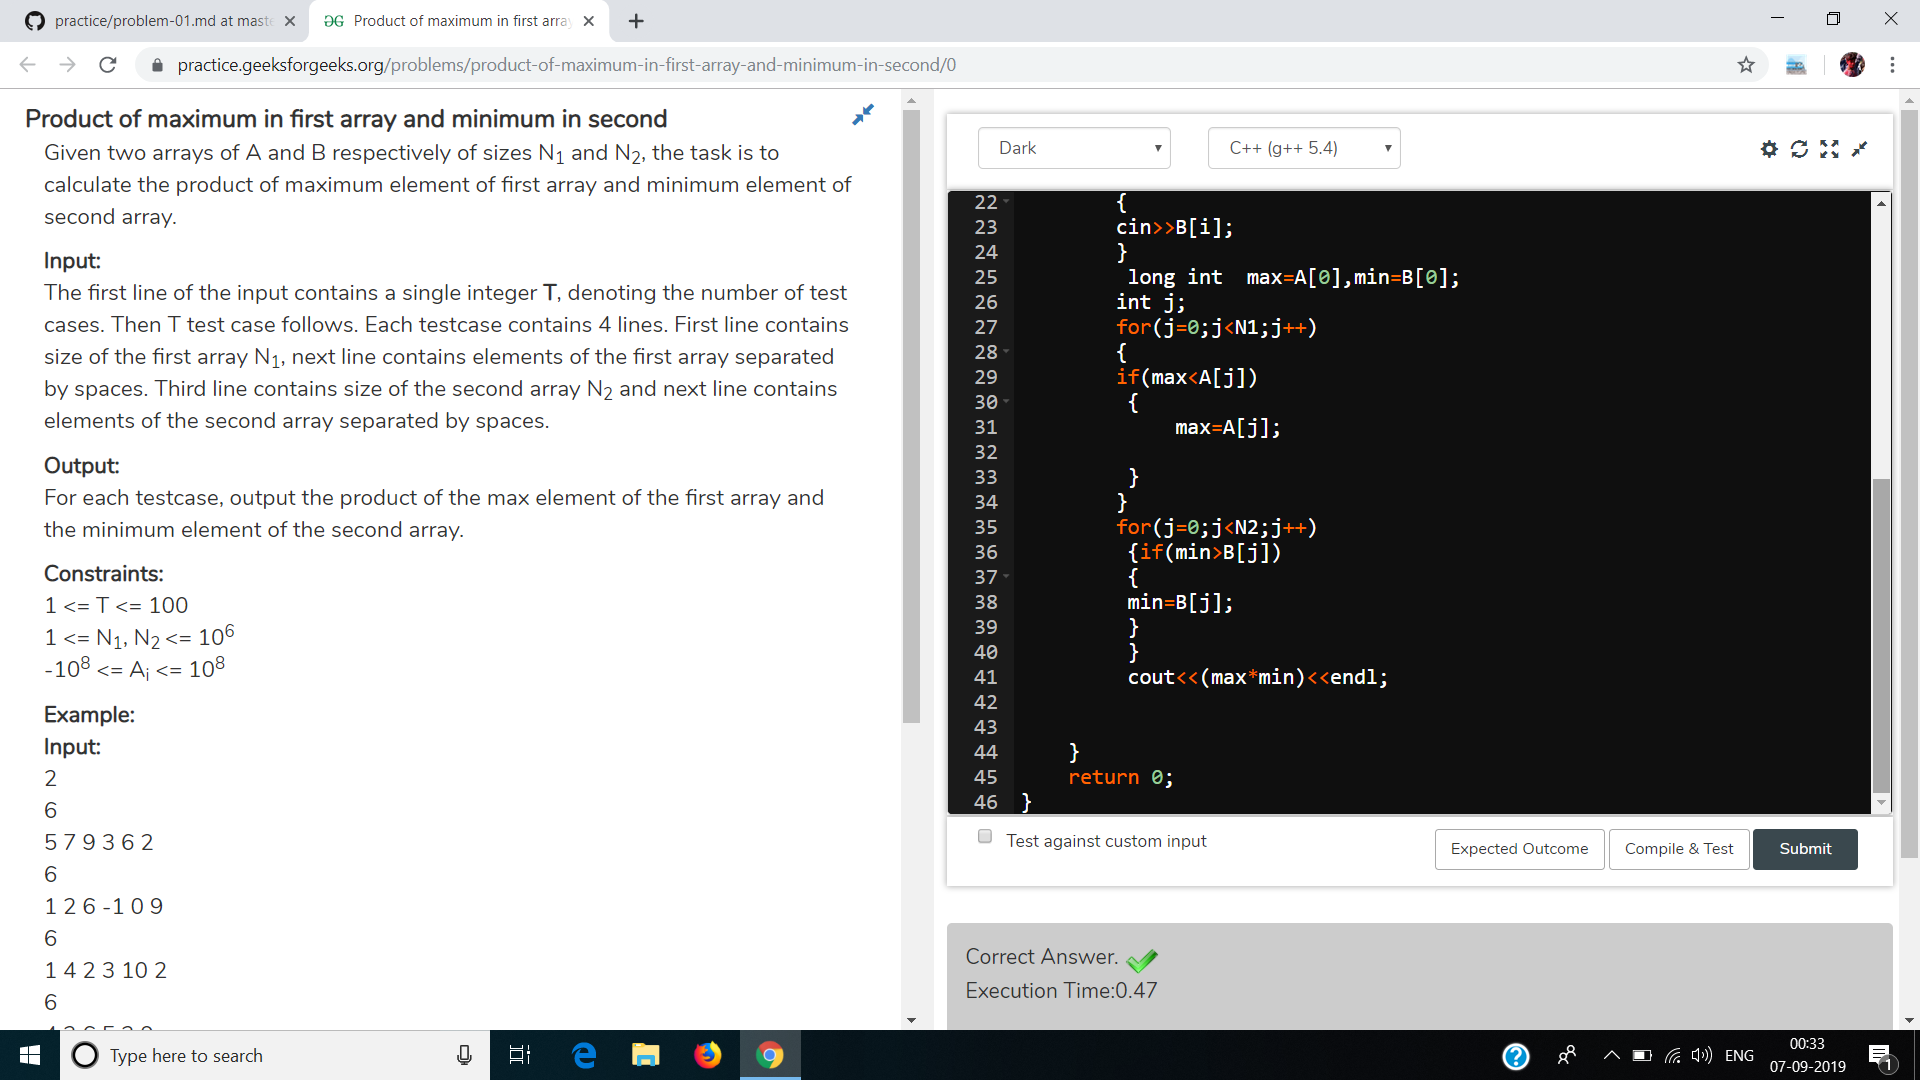 practice/problem-01.md at maste
Product of maximum in first array
practice.geeksforgeeks.org/problems/product-of-maximum-in-first-array-and-minimum-in-second/0
Product of maximum in first array and minimum in second
Given two arrays of A and B respectively of sizes N1 and N2, the task is to
calculate the product of maximum element of first array and minimum element of
second array.
Input:
The first line of the input contains a single integer T, denoting the number of test
cases. Then T test case follows. Each testcase contains 4 lines. First line contains
size of the first array N1, next line contains elements of the first array separated
by spaces. Third line contains size of the second array N2 and next line contains
elements of the second array separated by spaces.
Output:
For each testcase, output the product of the max element of the first array and
the minimum element of the second array.
Constraints:
1 <= T <= 100
1 <= N1, N2 <= 10^6
-10^8 <= Ai <= 10^8
Example:
Input:
2
6
5 7 9 3 6 2
6
1 2 6 -1 0 9
6
1 4 2 3 10 2
6
Dark
C++ (g++ 5.4)
22 {
23 cin>>B[i];
24 }
25 long int  max=A[0],min=B[0];
26 int j;
27 for(j=0;j<N1;j++)
28 {
29 if(max<A[j])
30 {
31 max=A[j];
32
33 }
34 }
35 for(j=0;j<N2;j++)
36 {if(min>B[j])
37 {
38 min=B[j];
39 }
40 }
41 cout<<(max*min)<<endl;
42
43
44 }
45 return 0;
46 }
Test against custom input
Expected Outcome
Compile & Test
Submit
Correct Answer.
Execution Time:0.47
Type here to search
ENG
00:33
07-09-2019
1